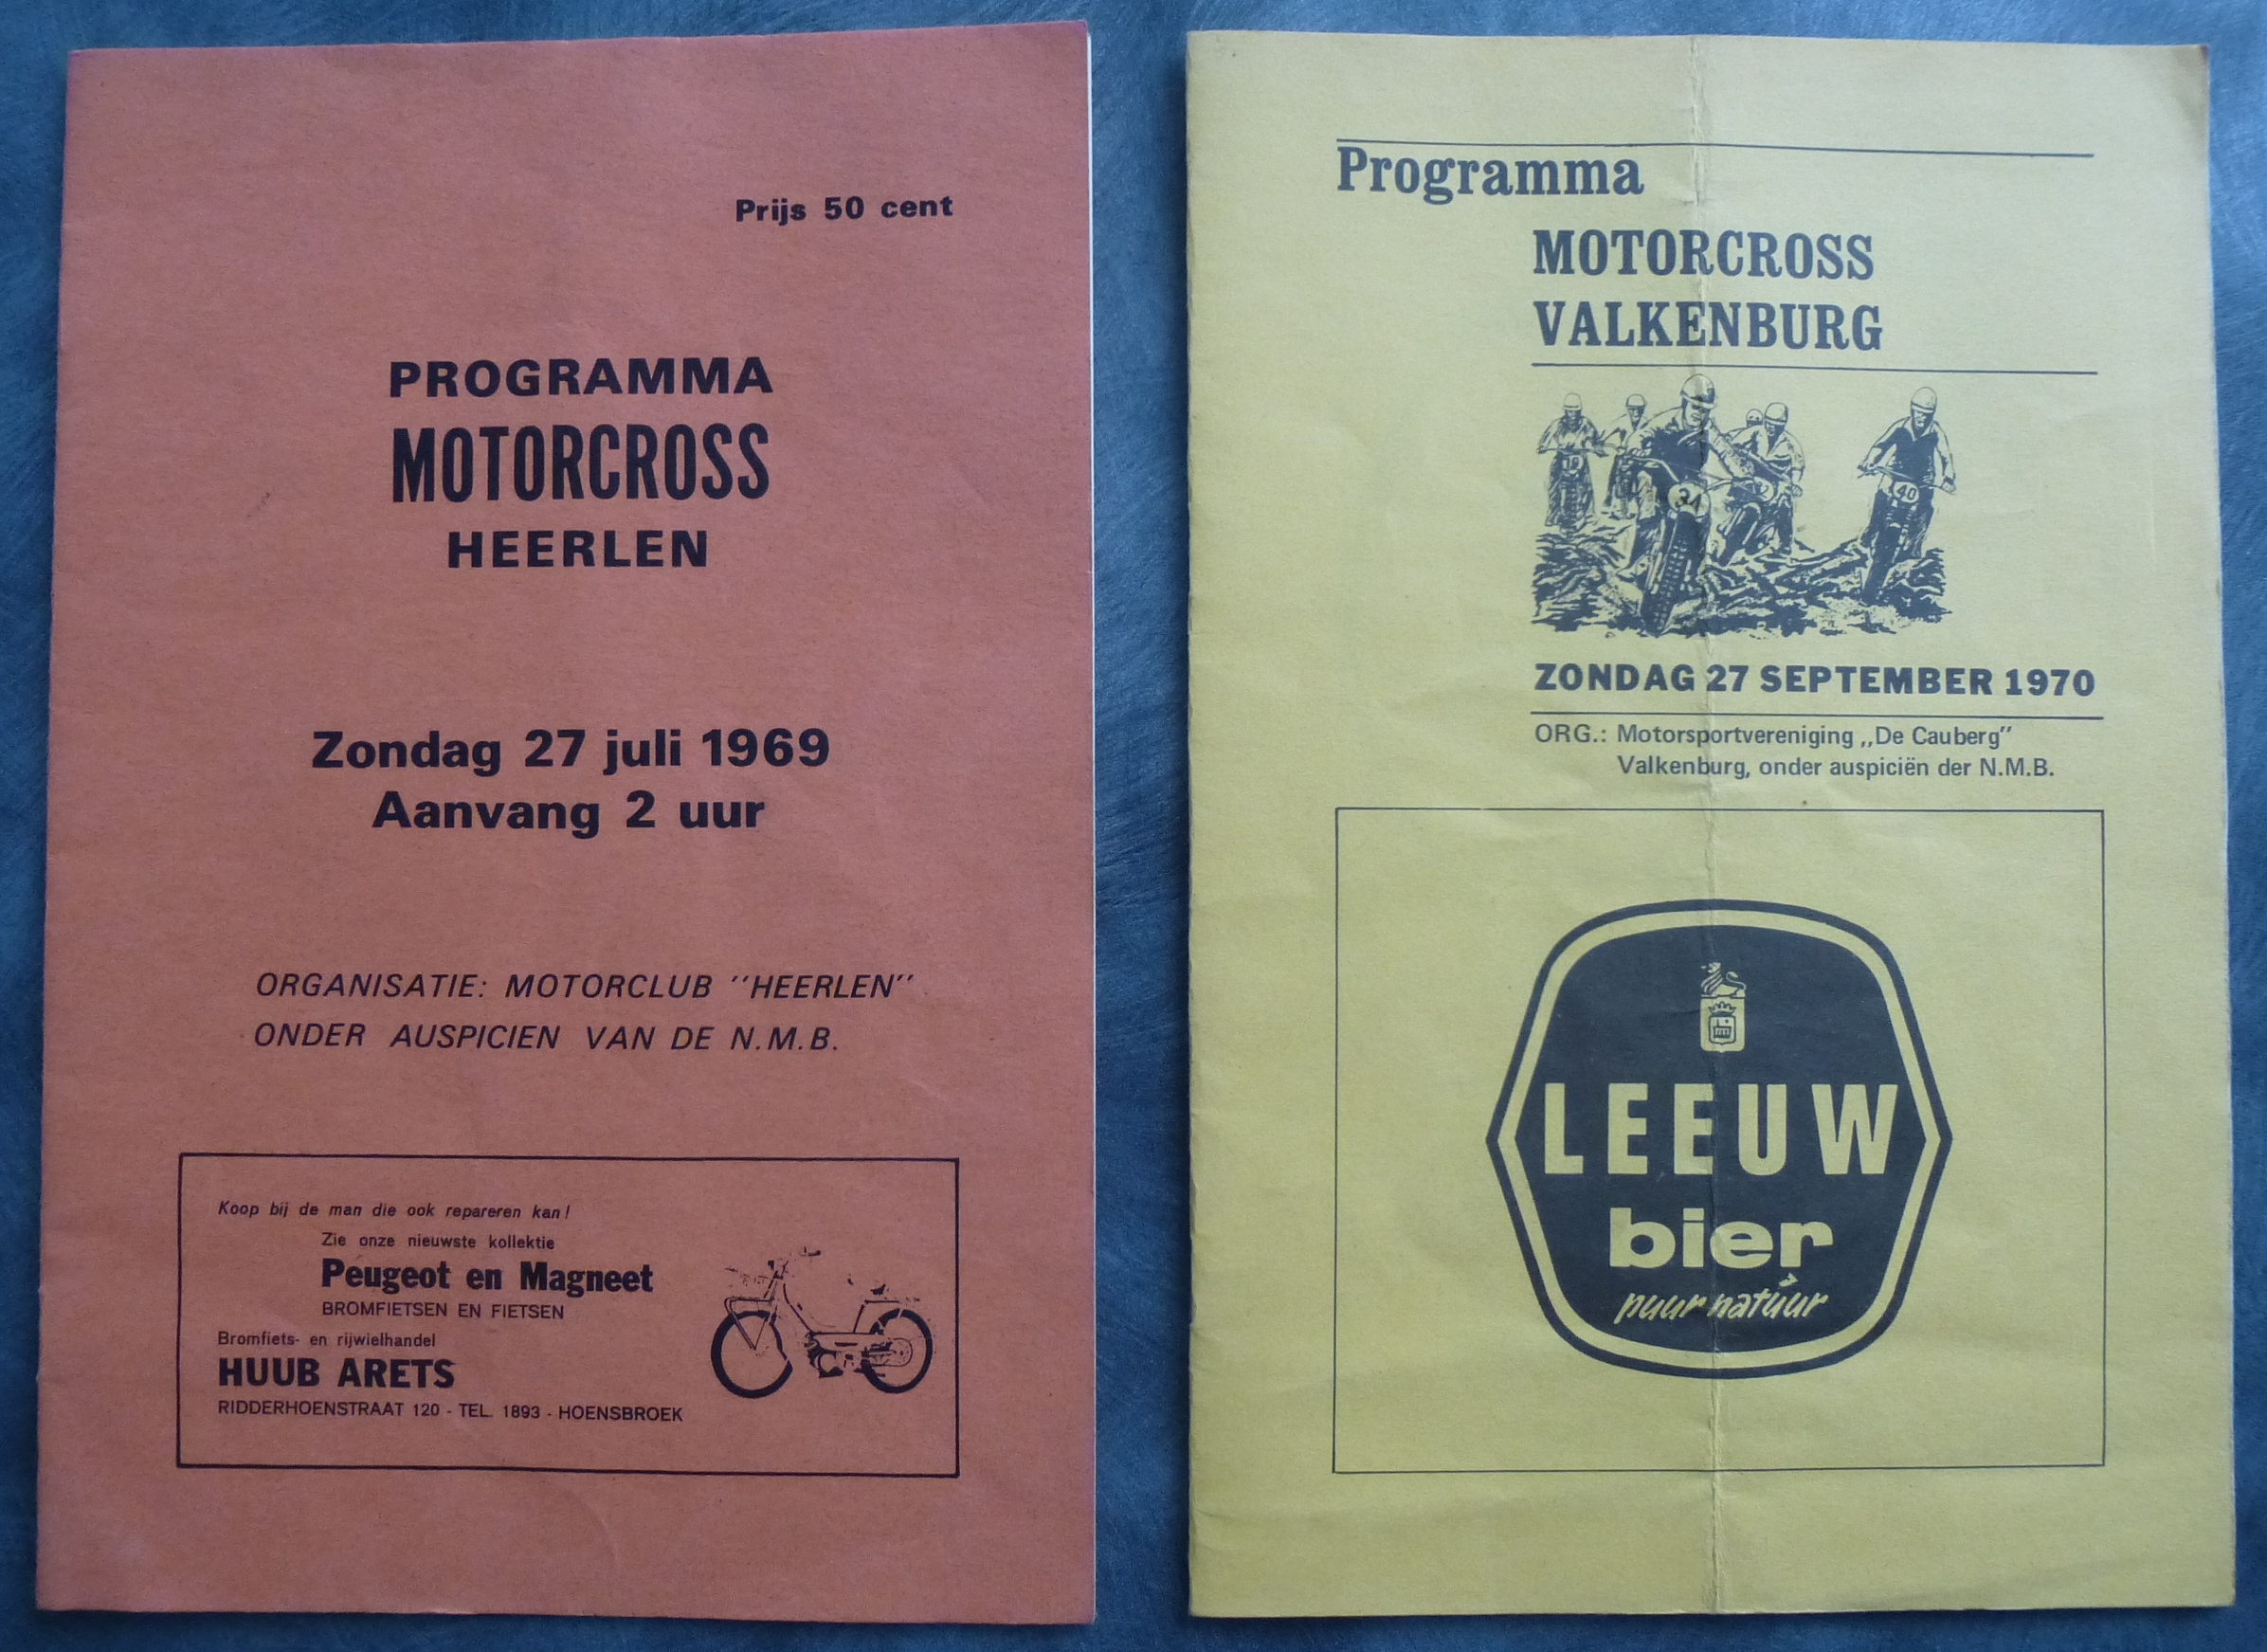 Prijs 50 cent
PROGRAMMA
MOTORCROSS
HEERLEN
Zondag 27 juli 1969
Aanvang 2 uur
ORGANISATIE: MOTORCLUB "HEERLEN"
ONDER AUSPICIEN VAN DE N.M.B.
Koop bij de man die ook repareren kan!
Zie onze nieuwste kollektie
Peugeot en Magneet
BROMFIETSEN EN FIETSEN
Bromfiets- en rijwielhandel
HUUB ARETS
RIDDERHOENSTRAAT 120 - TEL. 1893 - HOENSBROEK
Programma
MOTORCROSS
VALKENBURG
19
34
40
ZONDAG 27 SEPTEMBER 1970
ORG.: Motorsportvereniging „De Cauberg"
Valkenburg, onder auspiciën der N.M.B.
LEEUW
bier
puur natuur